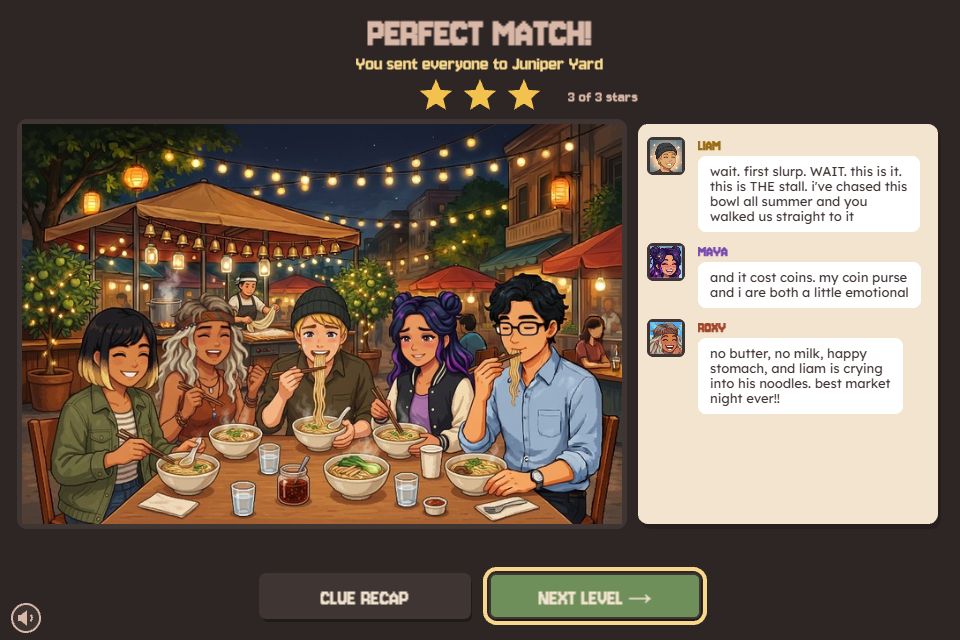 PERFECT MATCH!
You sent everyone to Juniper Yard
3 of 3 stars
LIAM
wait. first slurp. WAIT. this is it.
this is THE stall. i've chased this
bowl all summer and you
walked us straight to it
MAYA
and it cost coins. my coin purse
and i are both a little emotional
ROXY
no butter, no milk, happy
stomach, and liam is crying
into his noodles. best market
night ever!!
CLUE RECAP
NEXT LEVEL →